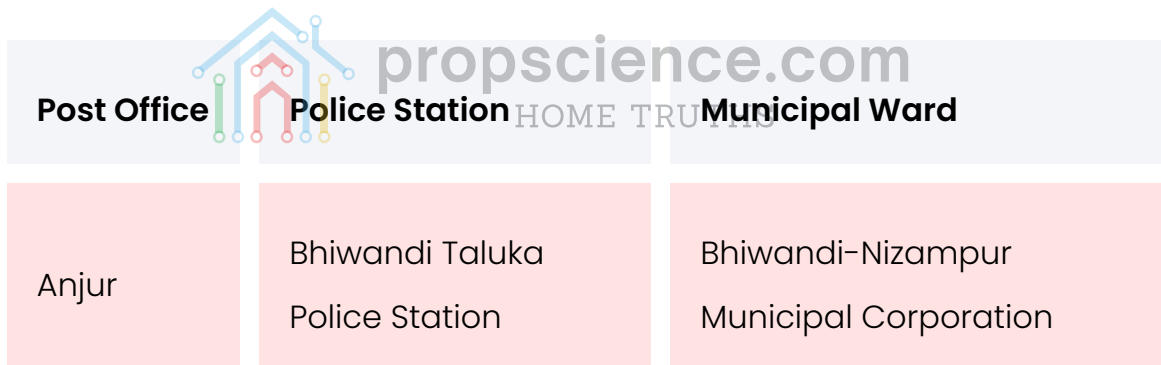 propscience.com
HOME TRUTHS
Post Office Police Station Municipal Ward
Anjur
Bhiwandi Taluka
Police Station
Bhiwandi-Nizampur
Municipal Corporation